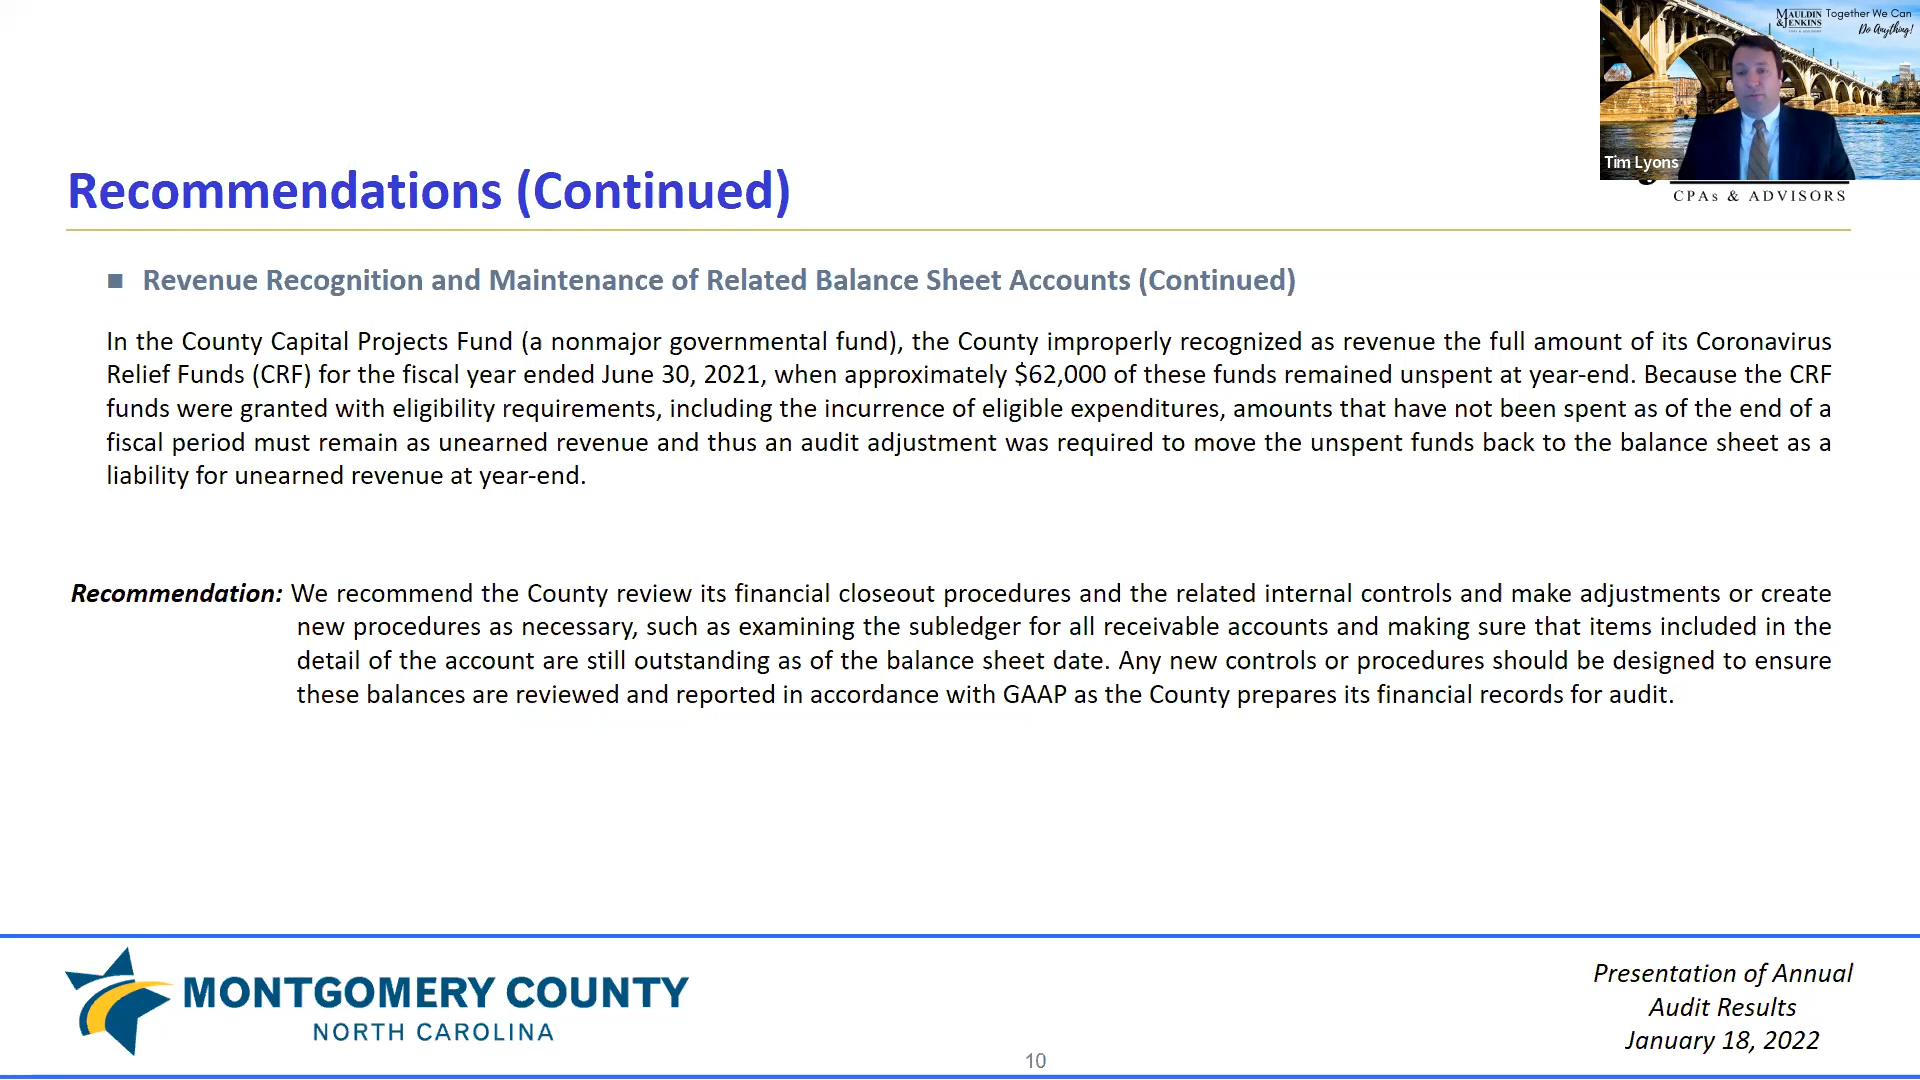 MAULDIN
& JENKINS
Together We Can
Do Anything!
Tim Lyons
CPAs & ADVISORS
Recommendations (Continued)
Revenue Recognition and Maintenance of Related Balance Sheet Accounts (Continued)
In the County Capital Projects Fund (a nonmajor governmental fund), the County improperly recognized as revenue the full amount of its Coronavirus
Relief Funds (CRF) for the fiscal year ended June 30, 2021, when approximately $62,000 of these funds remained unspent at year-end. Because the CRF
funds were granted with eligibility requirements, including the incurrence of eligible expenditures, amounts that have not been spent as of the end of a
fiscal period must remain as unearned revenue and thus an audit adjustment was required to move the unspent funds back to the balance sheet as a
liability for unearned revenue at year-end.
Recommendation: We recommend the County review its financial closeout procedures and the related internal controls and make adjustments or create
new procedures as necessary, such as examining the subledger for all receivable accounts and making sure that items included in the
detail of the account are still outstanding as of the balance sheet date. Any new controls or procedures should be designed to ensure
these balances are reviewed and reported in accordance with GAAP as the County prepares its financial records for audit.
MONTGOMERY COUNTY
NORTH CAROLINA
10
Presentation of Annual
Audit Results
January 18, 2022